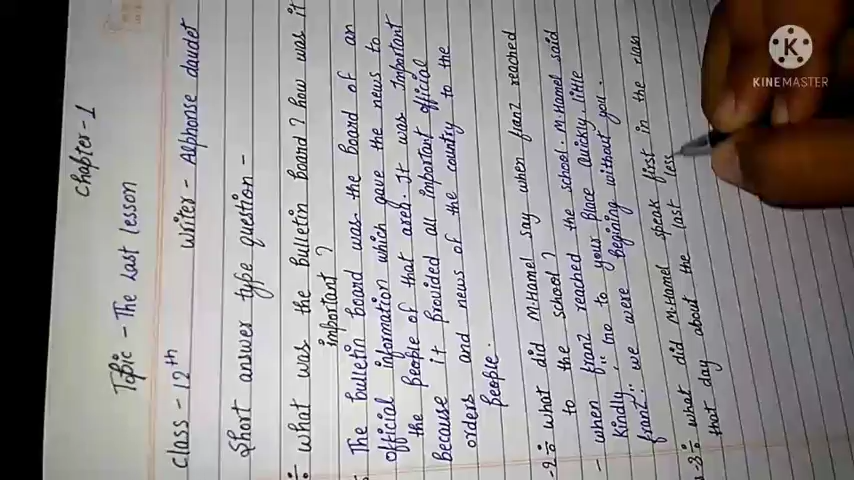 chapter-1
Topic - The Last lesson
class - 12th writer - Alphonse daudet
Short answer type question -
÷ what was the bulletin board? how was it
important?
The bulletin board was the board of an
official information which gave the news to
the people of that area. It was important
because it provided all important official
orders and news of the country to the
people.
-2÷ what did M.Hamel say when franz reached
to the school?
- when franz reached the school. M.Hamel said
kindly, "Go to your place quickly little
franz. we were begining without you.
-3÷ what did M.Hamel speak first in the class
that day about the last less
KINEMASTER